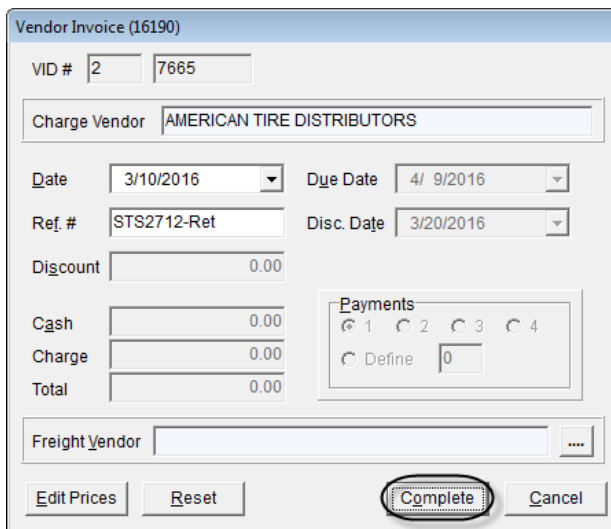 Vendor Invoice (16190)
VID # 2 7665
Charge Vendor AMERICAN TIRE DISTRIBUTORS
Date 3/10/2016 Due Date 4/ 9/2016
Ref. # STS2712-Ret Disc. Date 3/20/2016
Discount 0.00
Payments
Cash 0.00 1 2 3 4
Charge 0.00 Define 0
Total 0.00
Freight Vendor ....
Edit Prices Reset Complete Cancel